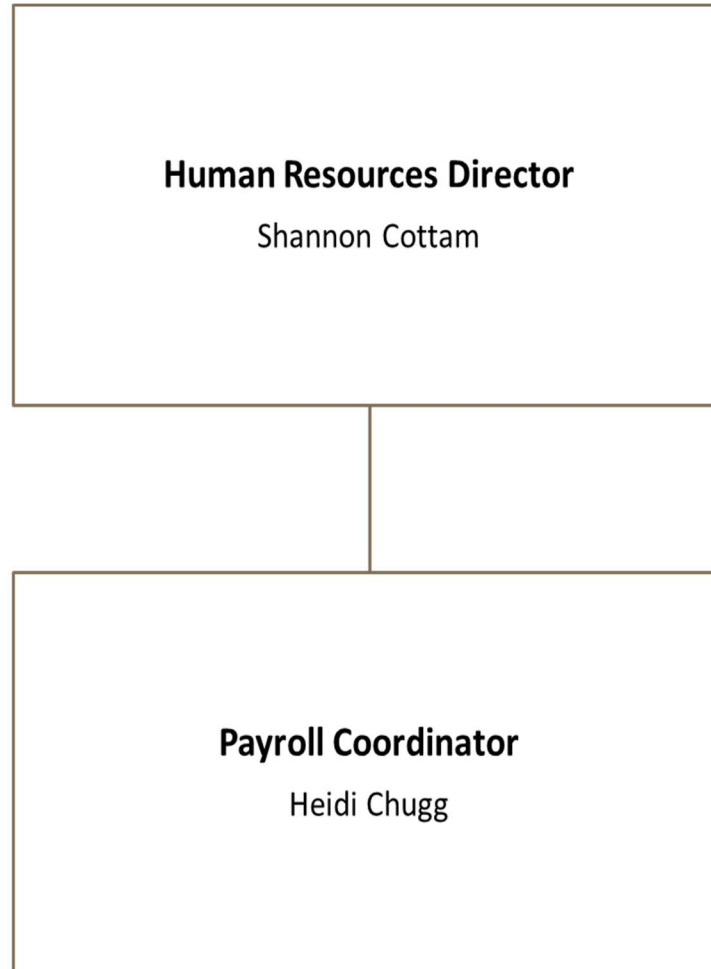 Human Resources Director
Shannon Cottam
Payroll Coordinator
Heidi Chugg